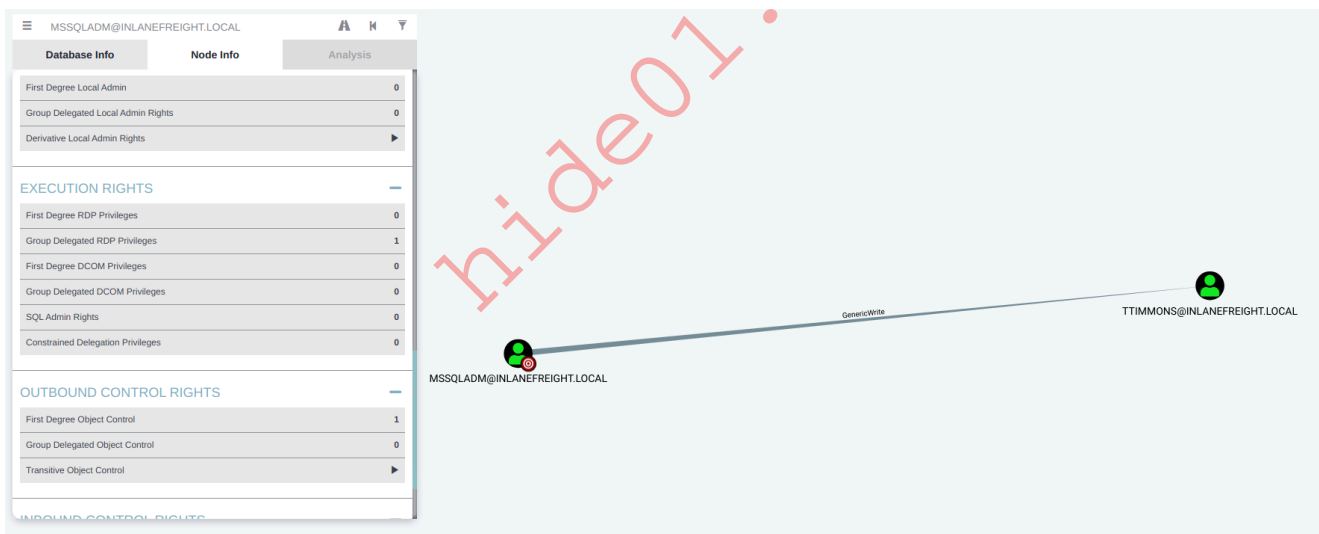 MSSQLADM@INLANEFREIGHT.LOCAL
Database Info Node Info Analysis
First Degree Local Admin 0
Group Delegated Local Admin Rights 0
Derivative Local Admin Rights
EXECUTION RIGHTS
First Degree RDP Privileges 0
Group Delegated RDP Privileges 1
First Degree DCOM Privileges 0
Group Delegated DCOM Privileges 0
SQL Admin Rights 0
Constrained Delegation Privileges 0
OUTBOUND CONTROL RIGHTS
First Degree Object Control 1
Group Delegated Object Control 0
Transitive Object Control
INBOUND CONTROL RIGHTS
hide01.
GenericWrite
TTIMMONS@INLANEFREIGHT.LOCAL
MSSQLADM@INLANEFREIGHT.LOCAL